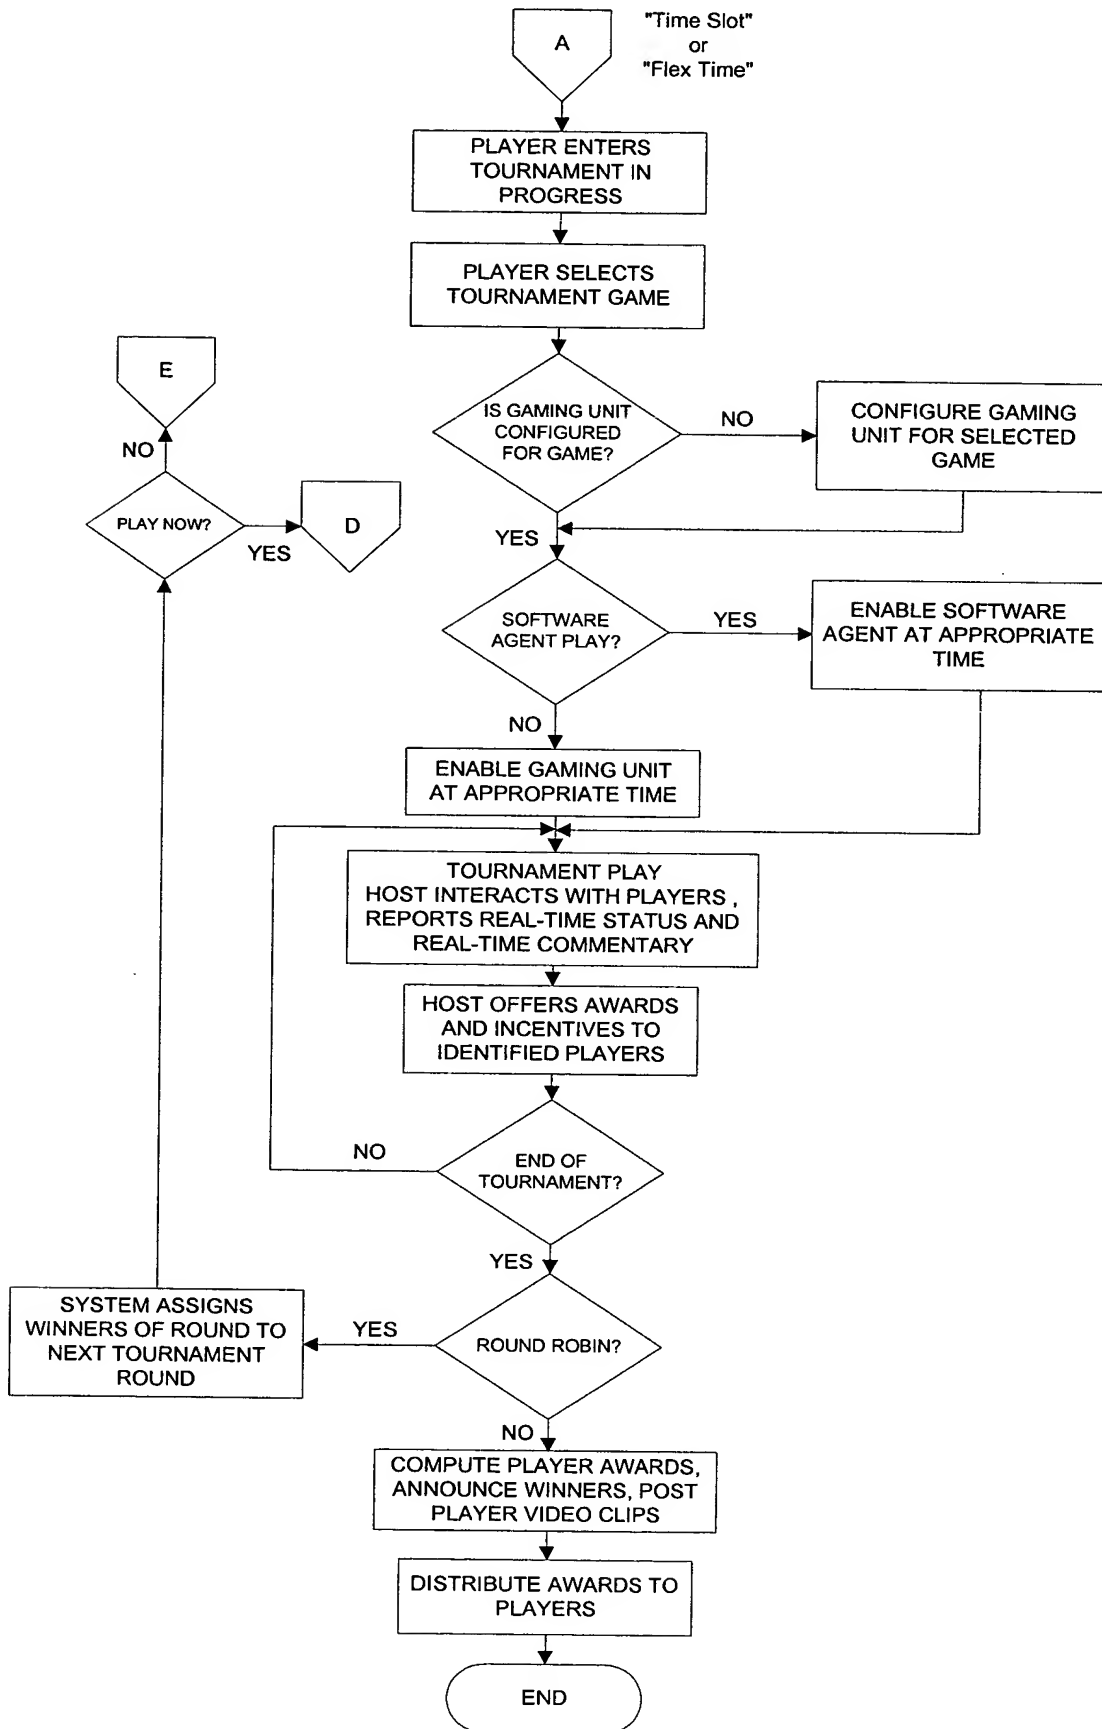 A
"Time Slot"
or
"Flex Time"
PLAYER ENTERS
TOURNAMENT IN
PROGRESS
PLAYER SELECTS
TOURNAMENT GAME
E
IS GAMING UNIT
CONFIGURED
FOR GAME?
NO
CONFIGURE GAMING
UNIT FOR SELECTED
GAME
NO
PLAY NOW?
YES
D
YES
SOFTWARE
AGENT PLAY?
YES
ENABLE SOFTWARE
AGENT AT APPROPRIATE
TIME
NO
ENABLE GAMING UNIT
AT APPROPRIATE TIME
TOURNAMENT PLAY
HOST INTERACTS WITH PLAYERS ,
REPORTS REAL-TIME STATUS AND
REAL-TIME COMMENTARY
HOST OFFERS AWARDS
AND INCENTIVES TO
IDENTIFIED PLAYERS
NO
END OF
TOURNAMENT?
YES
SYSTEM ASSIGNS
WINNERS OF ROUND TO
NEXT TOURNAMENT
ROUND
YES
ROUND ROBIN?
NO
COMPUTE PLAYER AWARDS,
ANNOUNCE WINNERS, POST
PLAYER VIDEO CLIPS
DISTRIBUTE AWARDS TO
PLAYERS
END